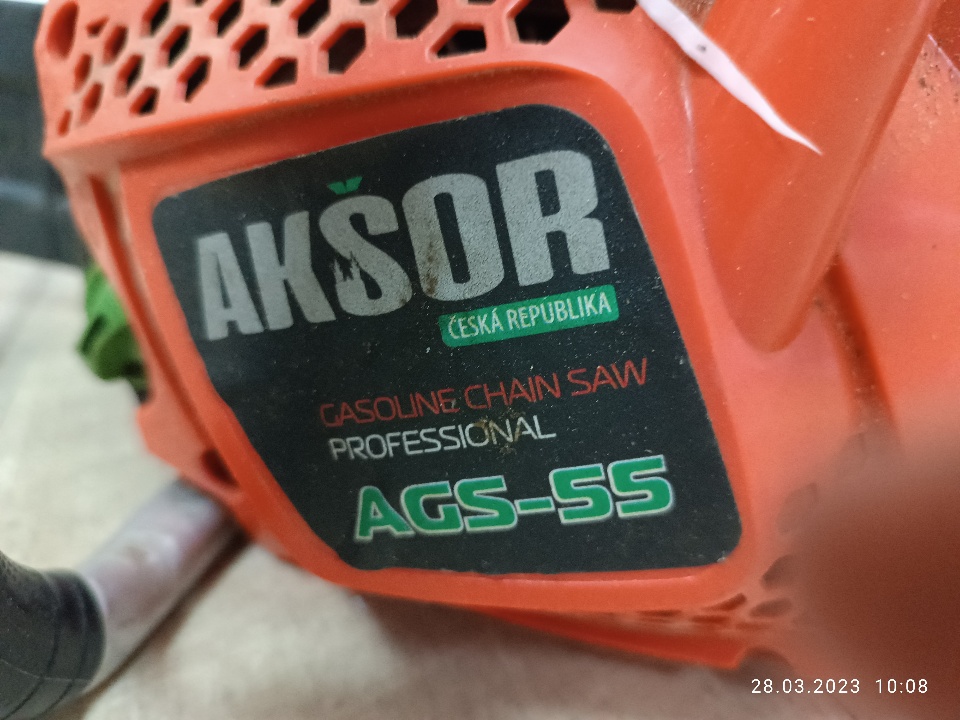 AKŠOR
ČESKÁ REPUBLIKA
GASOLINE CHAIN SAW
PROFESSIONAL
AGS-55
28.03.2023 10:08